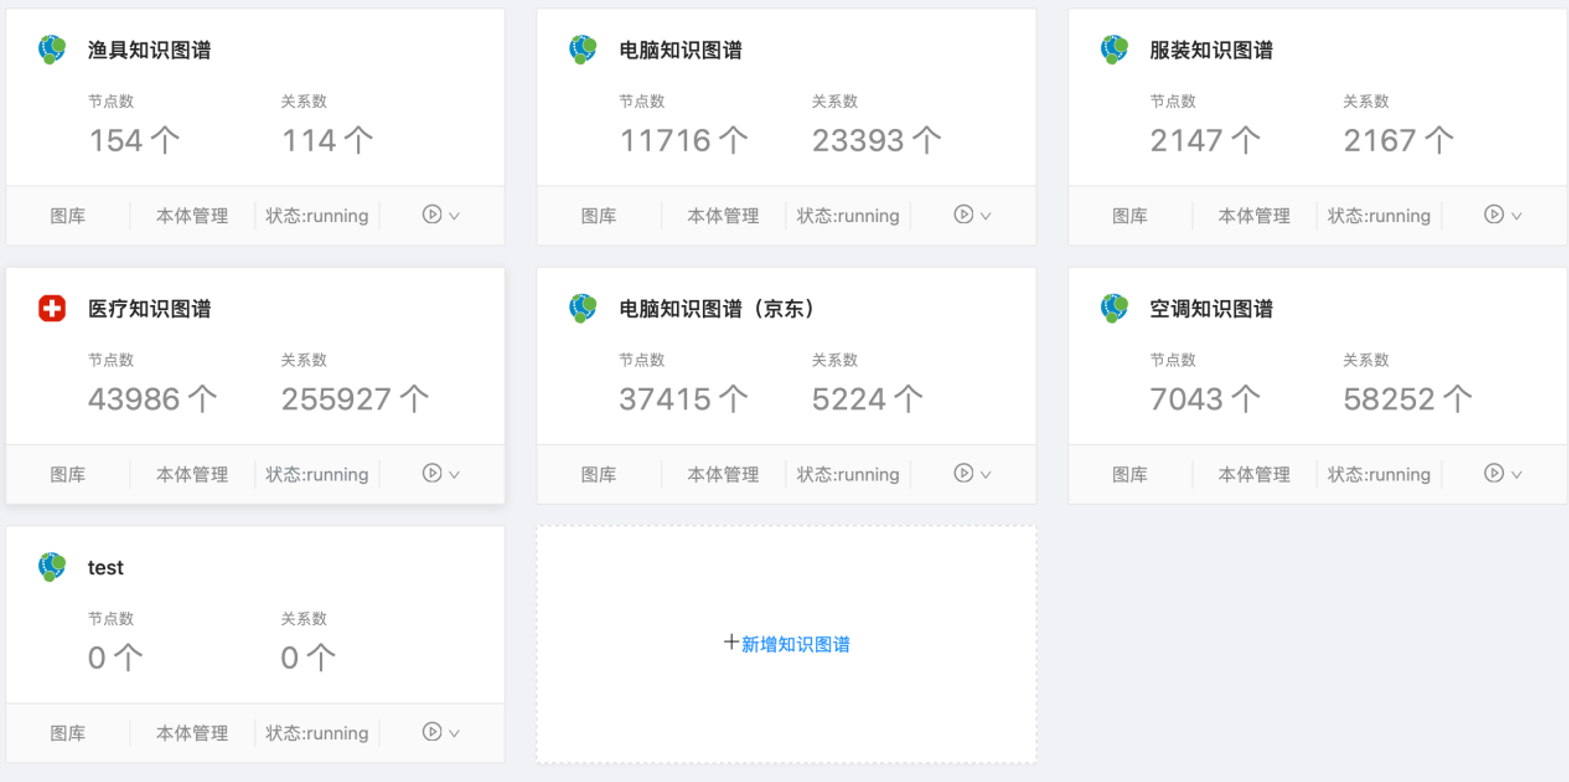 渔具知识图谱
节点数 关系数
154 个 114 个
图库 本体管理 状态:running
电脑知识图谱
节点数 关系数
11716 个 23393 个
图库 本体管理 状态:running
服装知识图谱
节点数 关系数
2147 个 2167 个
图库 本体管理 状态:running
医疗知识图谱
节点数 关系数
43986 个 255927 个
图库 本体管理 状态:running
电脑知识图谱（京东）
节点数 关系数
37415 个 5224 个
图库 本体管理 状态:running
空调知识图谱
节点数 关系数
7043 个 58252 个
图库 本体管理 状态:running
test
节点数 关系数
0 个 0 个
图库 本体管理 状态:running
+新增知识图谱